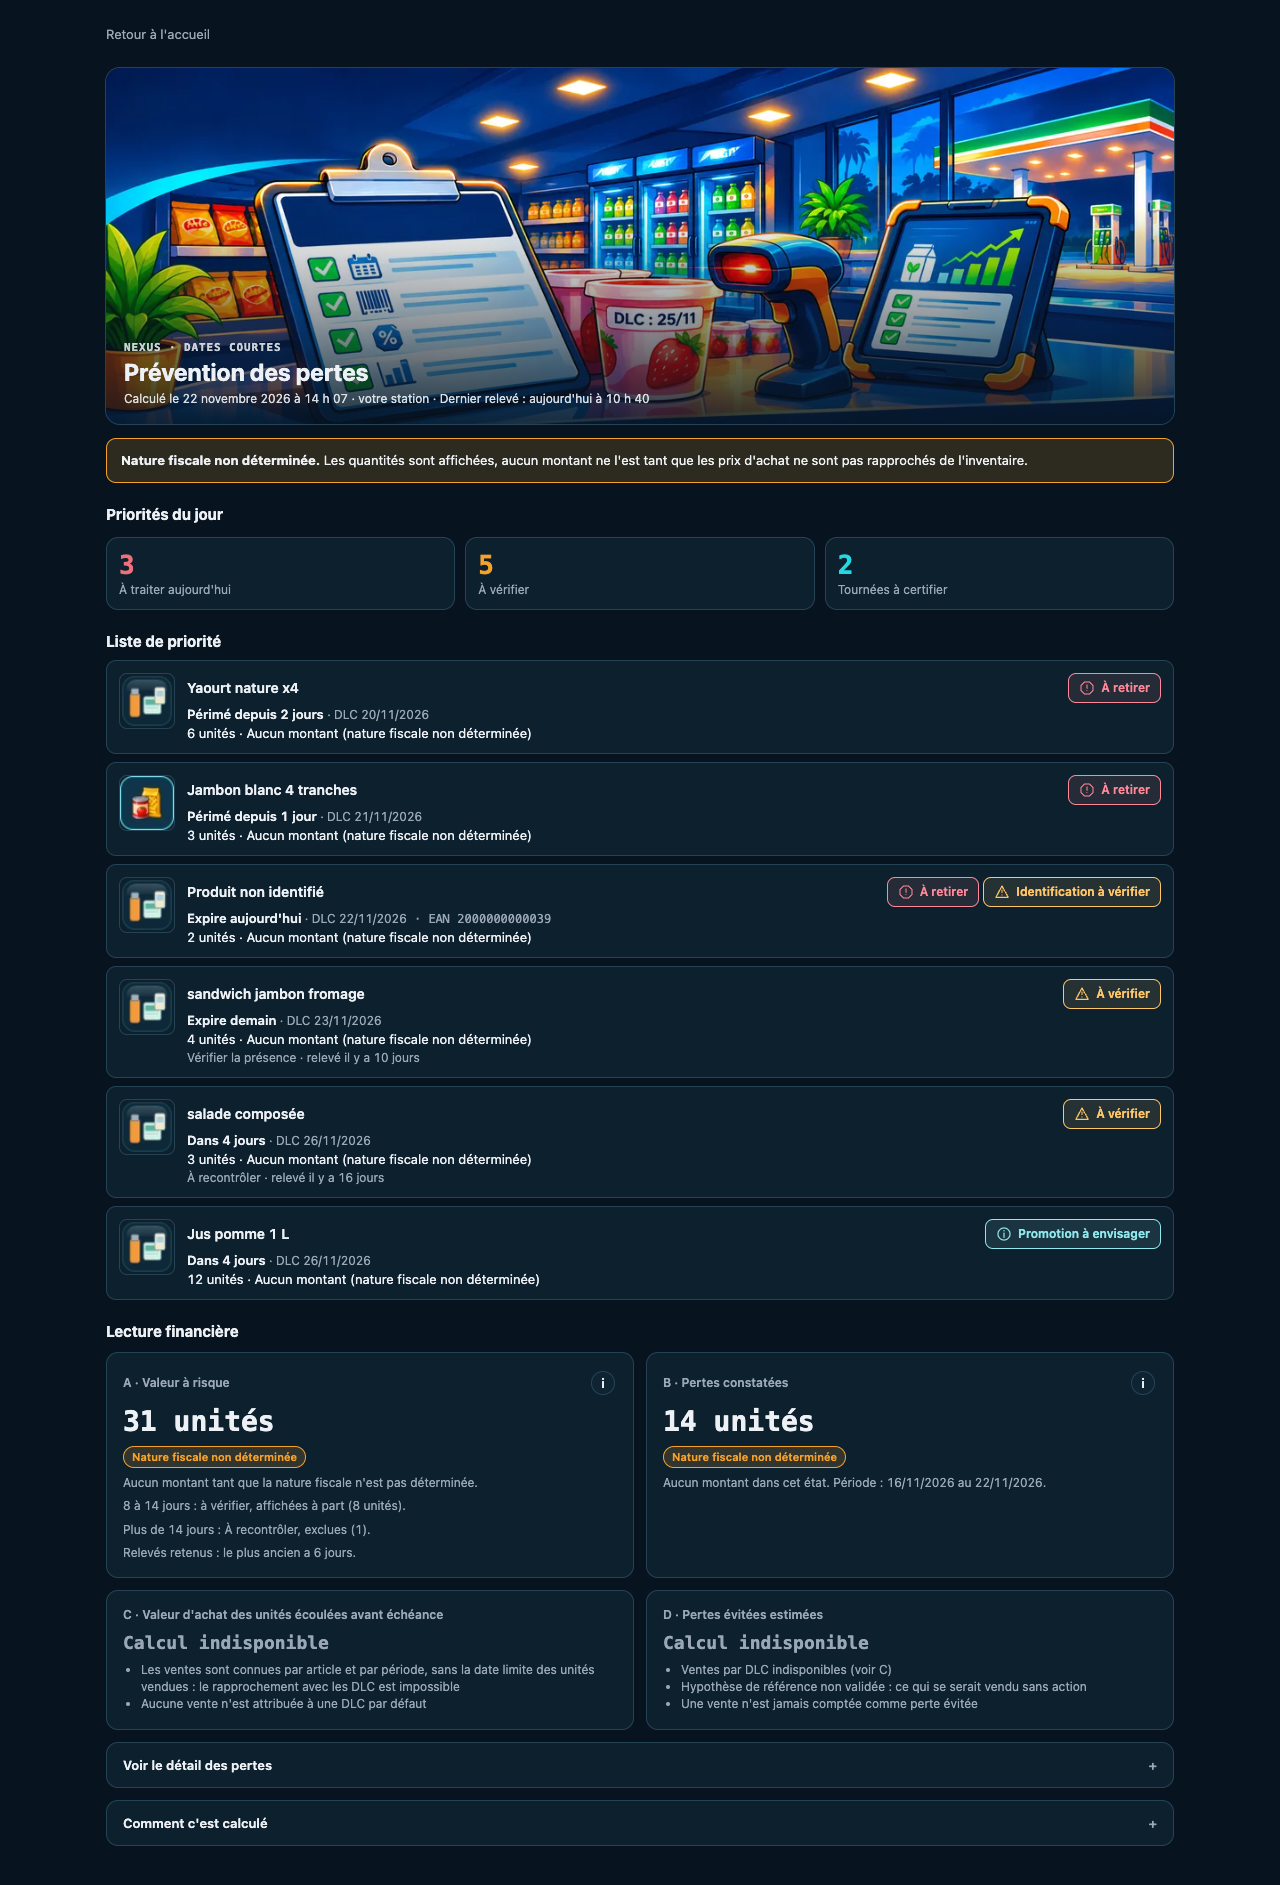 Retour à l'accueil
DLC : 25/11
NEXUS · DATES COURTES
Prévention des pertes
Calculé le 22 novembre 2026 à 14 h 07 · votre station · Dernier relevé : aujourd'hui à 10 h 40
Nature fiscale non déterminée. Les quantités sont affichées, aucun montant ne l'est tant que les prix d'achat ne sont pas rapprochés de l'inventaire.
Priorités du jour
3
À traiter aujourd'hui
5
À vérifier
2
Tournées à certifier
Liste de priorité
Yaourt nature x4
À retirer
Périmé depuis 2 jours · DLC 20/11/2026
6 unités · Aucun montant (nature fiscale non déterminée)
Jambon blanc 4 tranches
À retirer
Périmé depuis 1 jour · DLC 21/11/2026
3 unités · Aucun montant (nature fiscale non déterminée)
Produit non identifié
À retirer
Identification à vérifier
Expire aujourd'hui · DLC 22/11/2026 · EAN 2000000000039
2 unités · Aucun montant (nature fiscale non déterminée)
sandwich jambon fromage
À vérifier
Expire demain · DLC 23/11/2026
4 unités · Aucun montant (nature fiscale non déterminée)
Vérifier la présence · relevé il y a 10 jours
salade composée
À vérifier
Dans 4 jours · DLC 26/11/2026
3 unités · Aucun montant (nature fiscale non déterminée)
À recontrôler · relevé il y a 16 jours
Jus pomme 1 L
Promotion à envisager
Dans 4 jours · DLC 26/11/2026
12 unités · Aucun montant (nature fiscale non déterminée)
Lecture financière
A · Valeur à risque
i
31 unités
Nature fiscale non déterminée
Aucun montant tant que la nature fiscale n'est pas déterminée.
8 à 14 jours : à vérifier, affichées à part (8 unités).
Plus de 14 jours : À recontrôler, exclues (1).
Relevés retenus : le plus ancien a 6 jours.
B · Pertes constatées
i
14 unités
Nature fiscale non déterminée
Aucun montant dans cet état. Période : 16/11/2026 au 22/11/2026.
C · Valeur d'achat des unités écoulées avant échéance
Calcul indisponible
• Les ventes sont connues par article et par période, sans la date limite des unités
vendues : le rapprochement avec les DLC est impossible
• Aucune vente n'est attribuée à une DLC par défaut
D · Pertes évitées estimées
Calcul indisponible
• Ventes par DLC indisponibles (voir C)
• Hypothèse de référence non validée : ce qui se serait vendu sans action
• Une vente n'est jamais comptée comme perte évitée
Voir le détail des pertes
+
Comment c'est calculé
+